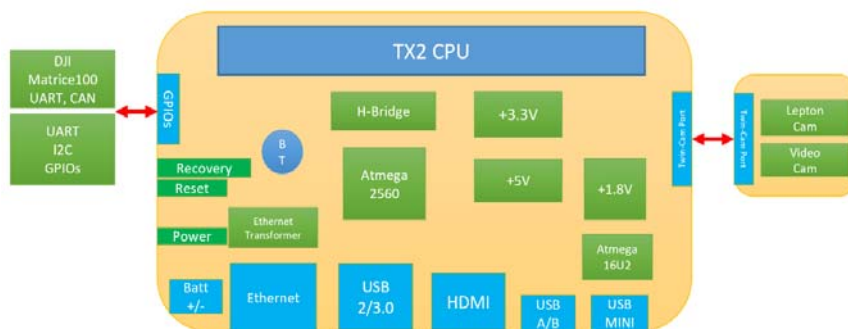 TX2 CPU
DJI
Matrice100
UART, CAN
UART
I2C
GPIOs
GPIOs
H-Bridge
+3.3V
B
T
Recovery
Reset
Atmega
2560
+5V
+1.8V
Power
Ethernet
Transformer
Atmega
16U2
Batt
+/-
Ethernet
USB
2/3.0
HDMI
USB
A/B
USB
MINI
Twin-Cam Port
Twin-Cam Port
Lepton
Cam
Video
Cam